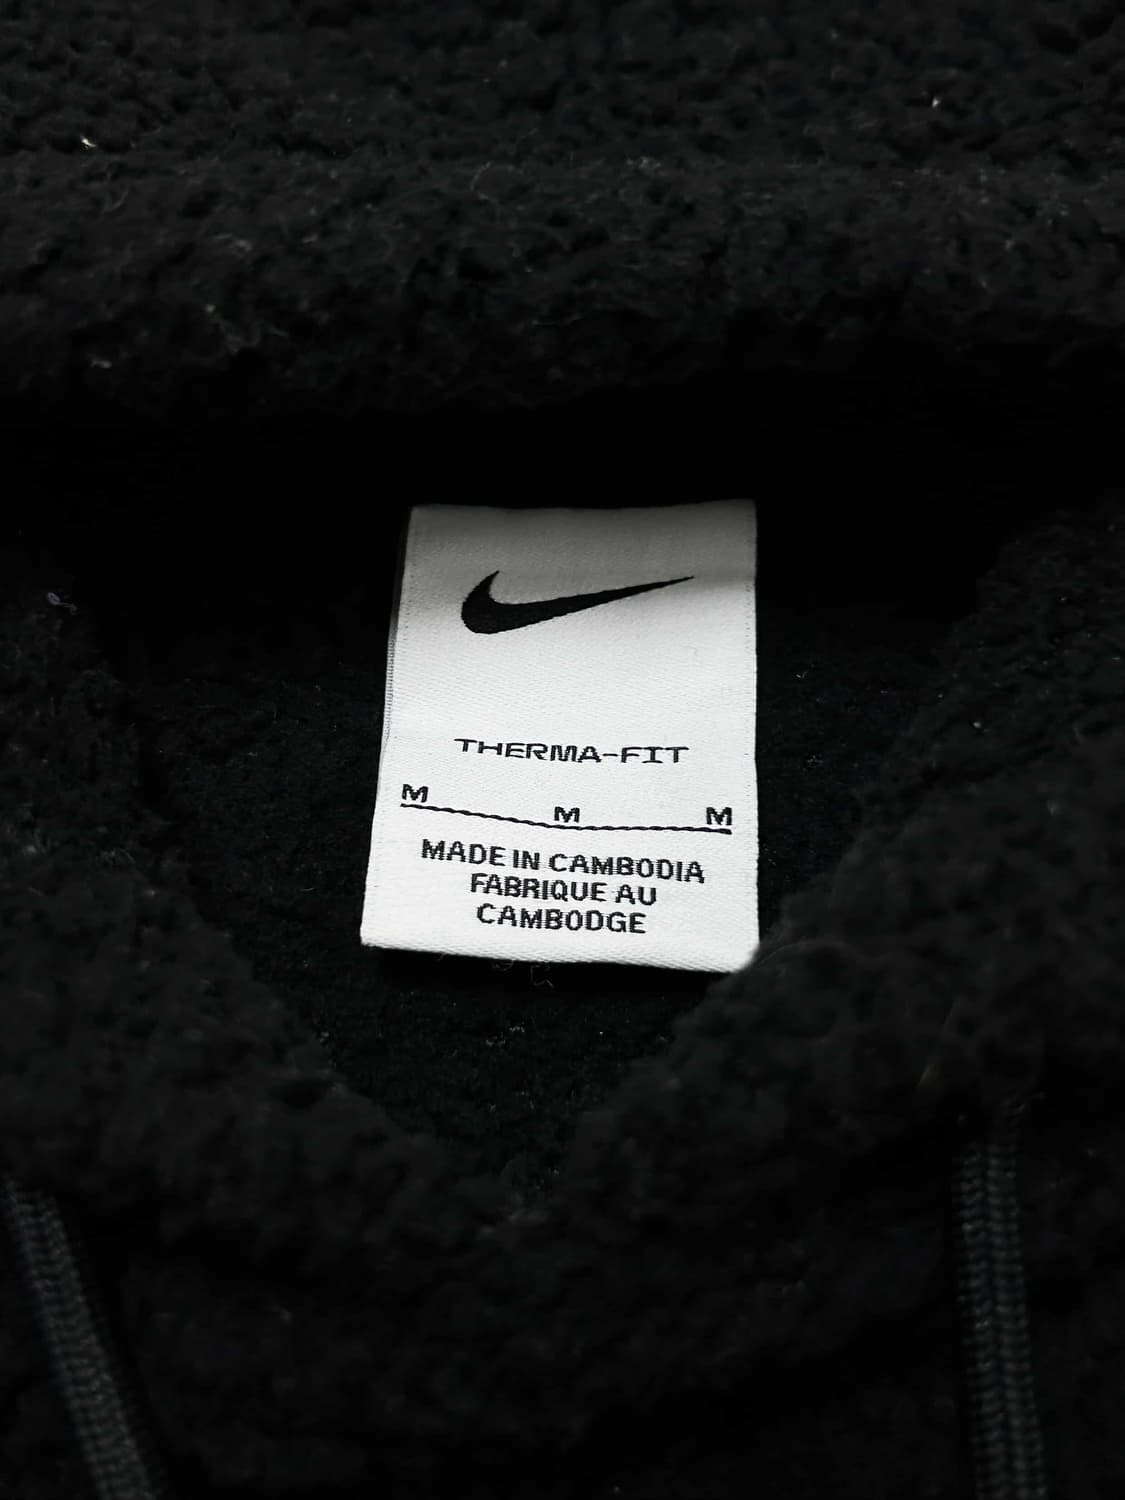 THERMA-FIT
M M M
MADE IN CAMBODIA
FABRIQUE AU
CAMBODGE